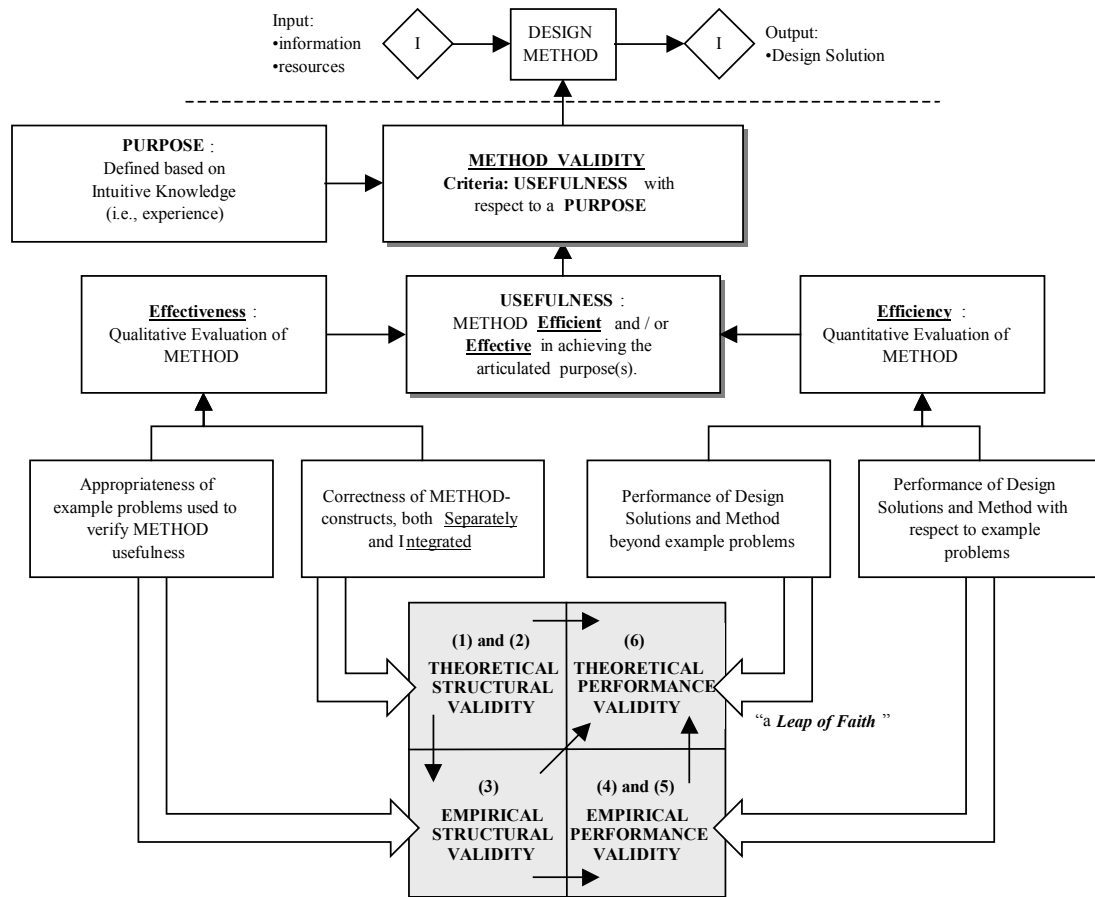 Input:
•information
•resources
I
DESIGN
METHOD
I
Output:
•Design Solution
PURPOSE :
Defined based on
Intuitive Knowledge
(i.e., experience)
METHOD VALIDITY
Criteria: USEFULNESS with
respect to a PURPOSE
Effectiveness :
Qualitative Evaluation of
METHOD
USEFULNESS :
METHOD Efficient and / or
Effective in achieving the
articulated purpose(s).
Efficiency :
Quantitative Evaluation of
METHOD
Appropriateness of
example problems used to
verify METHOD
usefulness
Correctness of METHOD-
constructs, both Separately
and Integrated
Performance of Design
Solutions and Method
beyond example problems
Performance of Design
Solutions and Method with
respect to example
problems
(1) and (2)
THEORETICAL
STRUCTURAL
VALIDITY
(6)
THEORETICAL
PERFORMANCE
VALIDITY
“a Leap of Faith ”
(3)
EMPIRICAL
STRUCTURAL
VALIDITY
(4) and (5)
EMPIRICAL
PERFORMANCE
VALIDITY